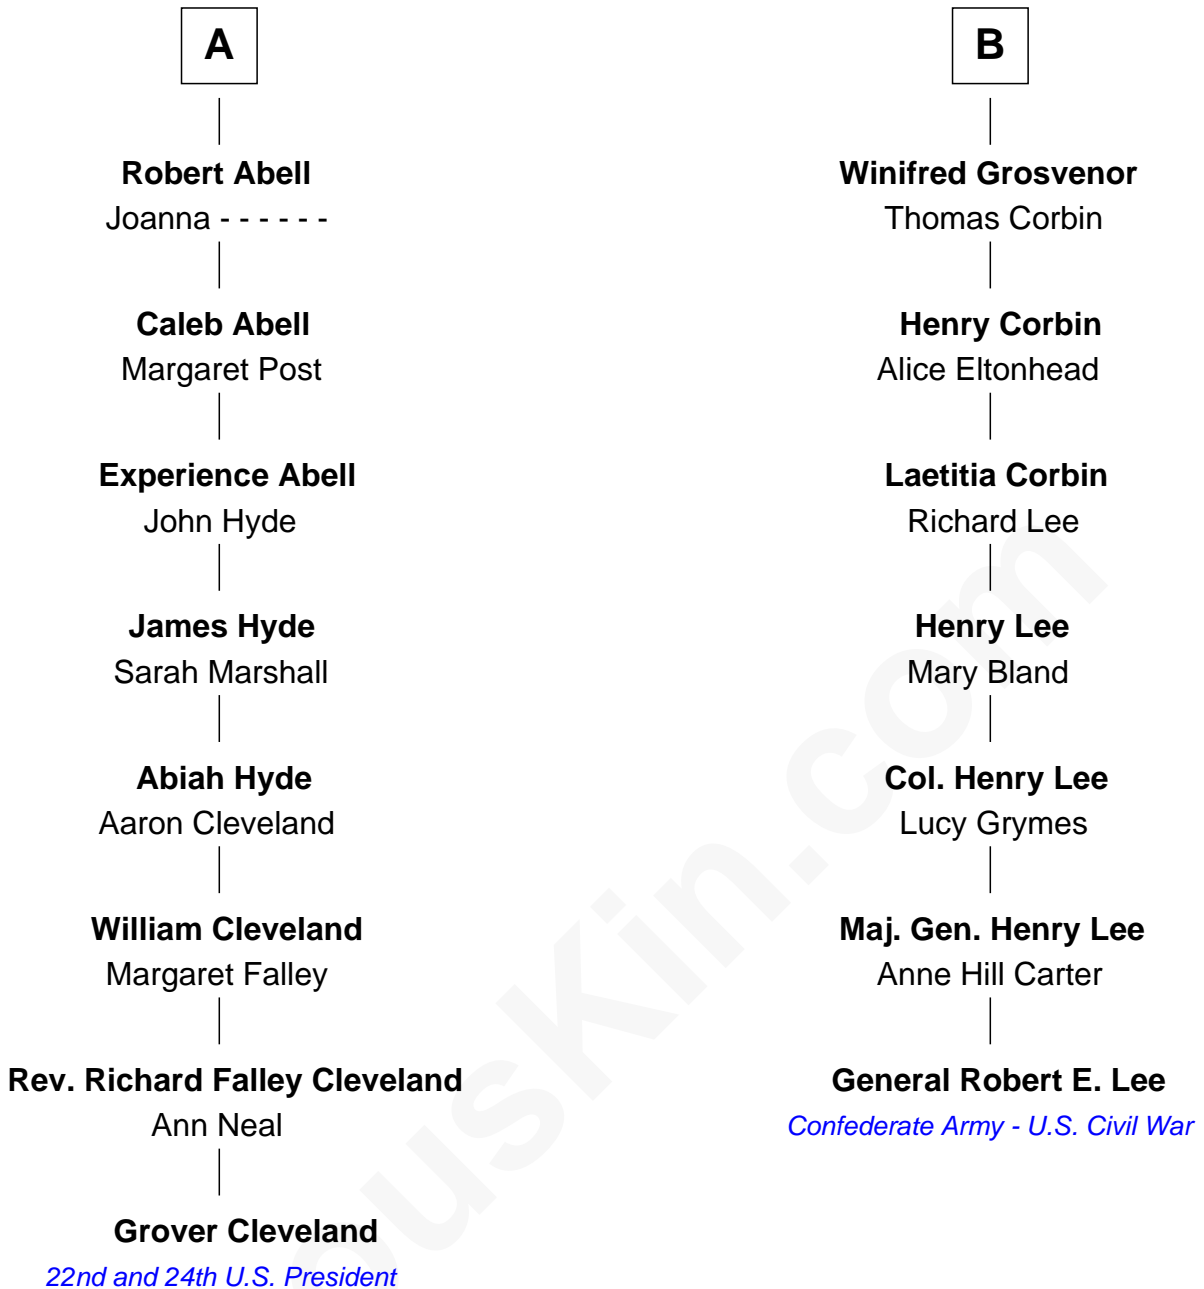 A
Robert Abell
Joanna - - - - - -
Caleb Abell
Margaret Post
Experience Abell
John Hyde
James Hyde
Sarah Marshall
Abiah Hyde
Aaron Cleveland
William Cleveland
Margaret Falley
Rev. Richard Falley Cleveland
Ann Neal
Grover Cleveland
22nd and 24th U.S. President
B
Winifred Grosvenor
Thomas Corbin
Henry Corbin
Alice Eltonhead
Laetitia Corbin
Richard Lee
Henry Lee
Mary Bland
Col. Henry Lee
Lucy Grymes
Maj. Gen. Henry Lee
Anne Hill Carter
General Robert E. Lee
Confederate Army - U.S. Civil War
ousKin.com